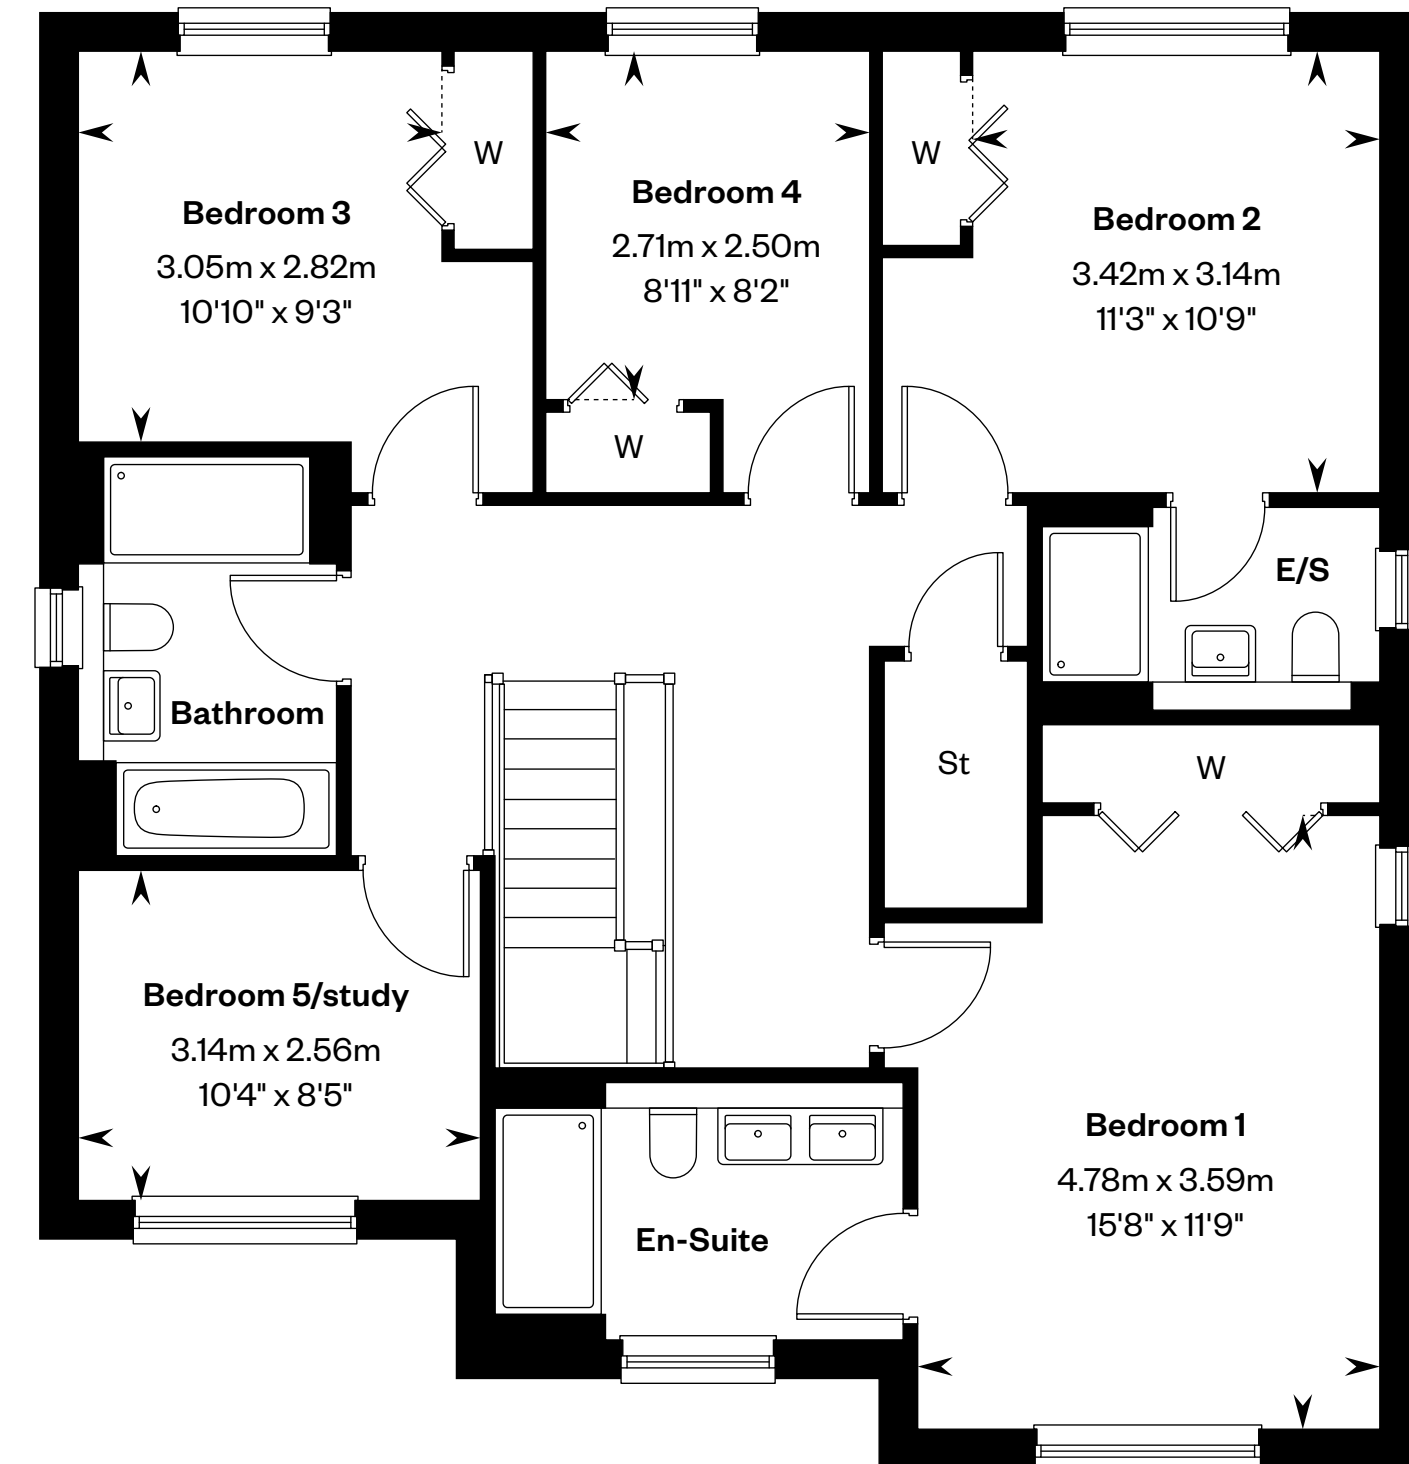 W
Bedroom 3
3.05m x 2.82m
10'10" x 9'3"
Bedroom 4
2.71m x 2.50m
8'11" x 8'2"
W
W
Bedroom 2
3.42m x 3.14m
11'3" x 10'9"
E/S
Bathroom
St
W
Bedroom 5/study
3.14m x 2.56m
10'4" x 8'5"
En-Suite
Bedroom 1
4.78m x 3.59m
15'8" x 11'9"